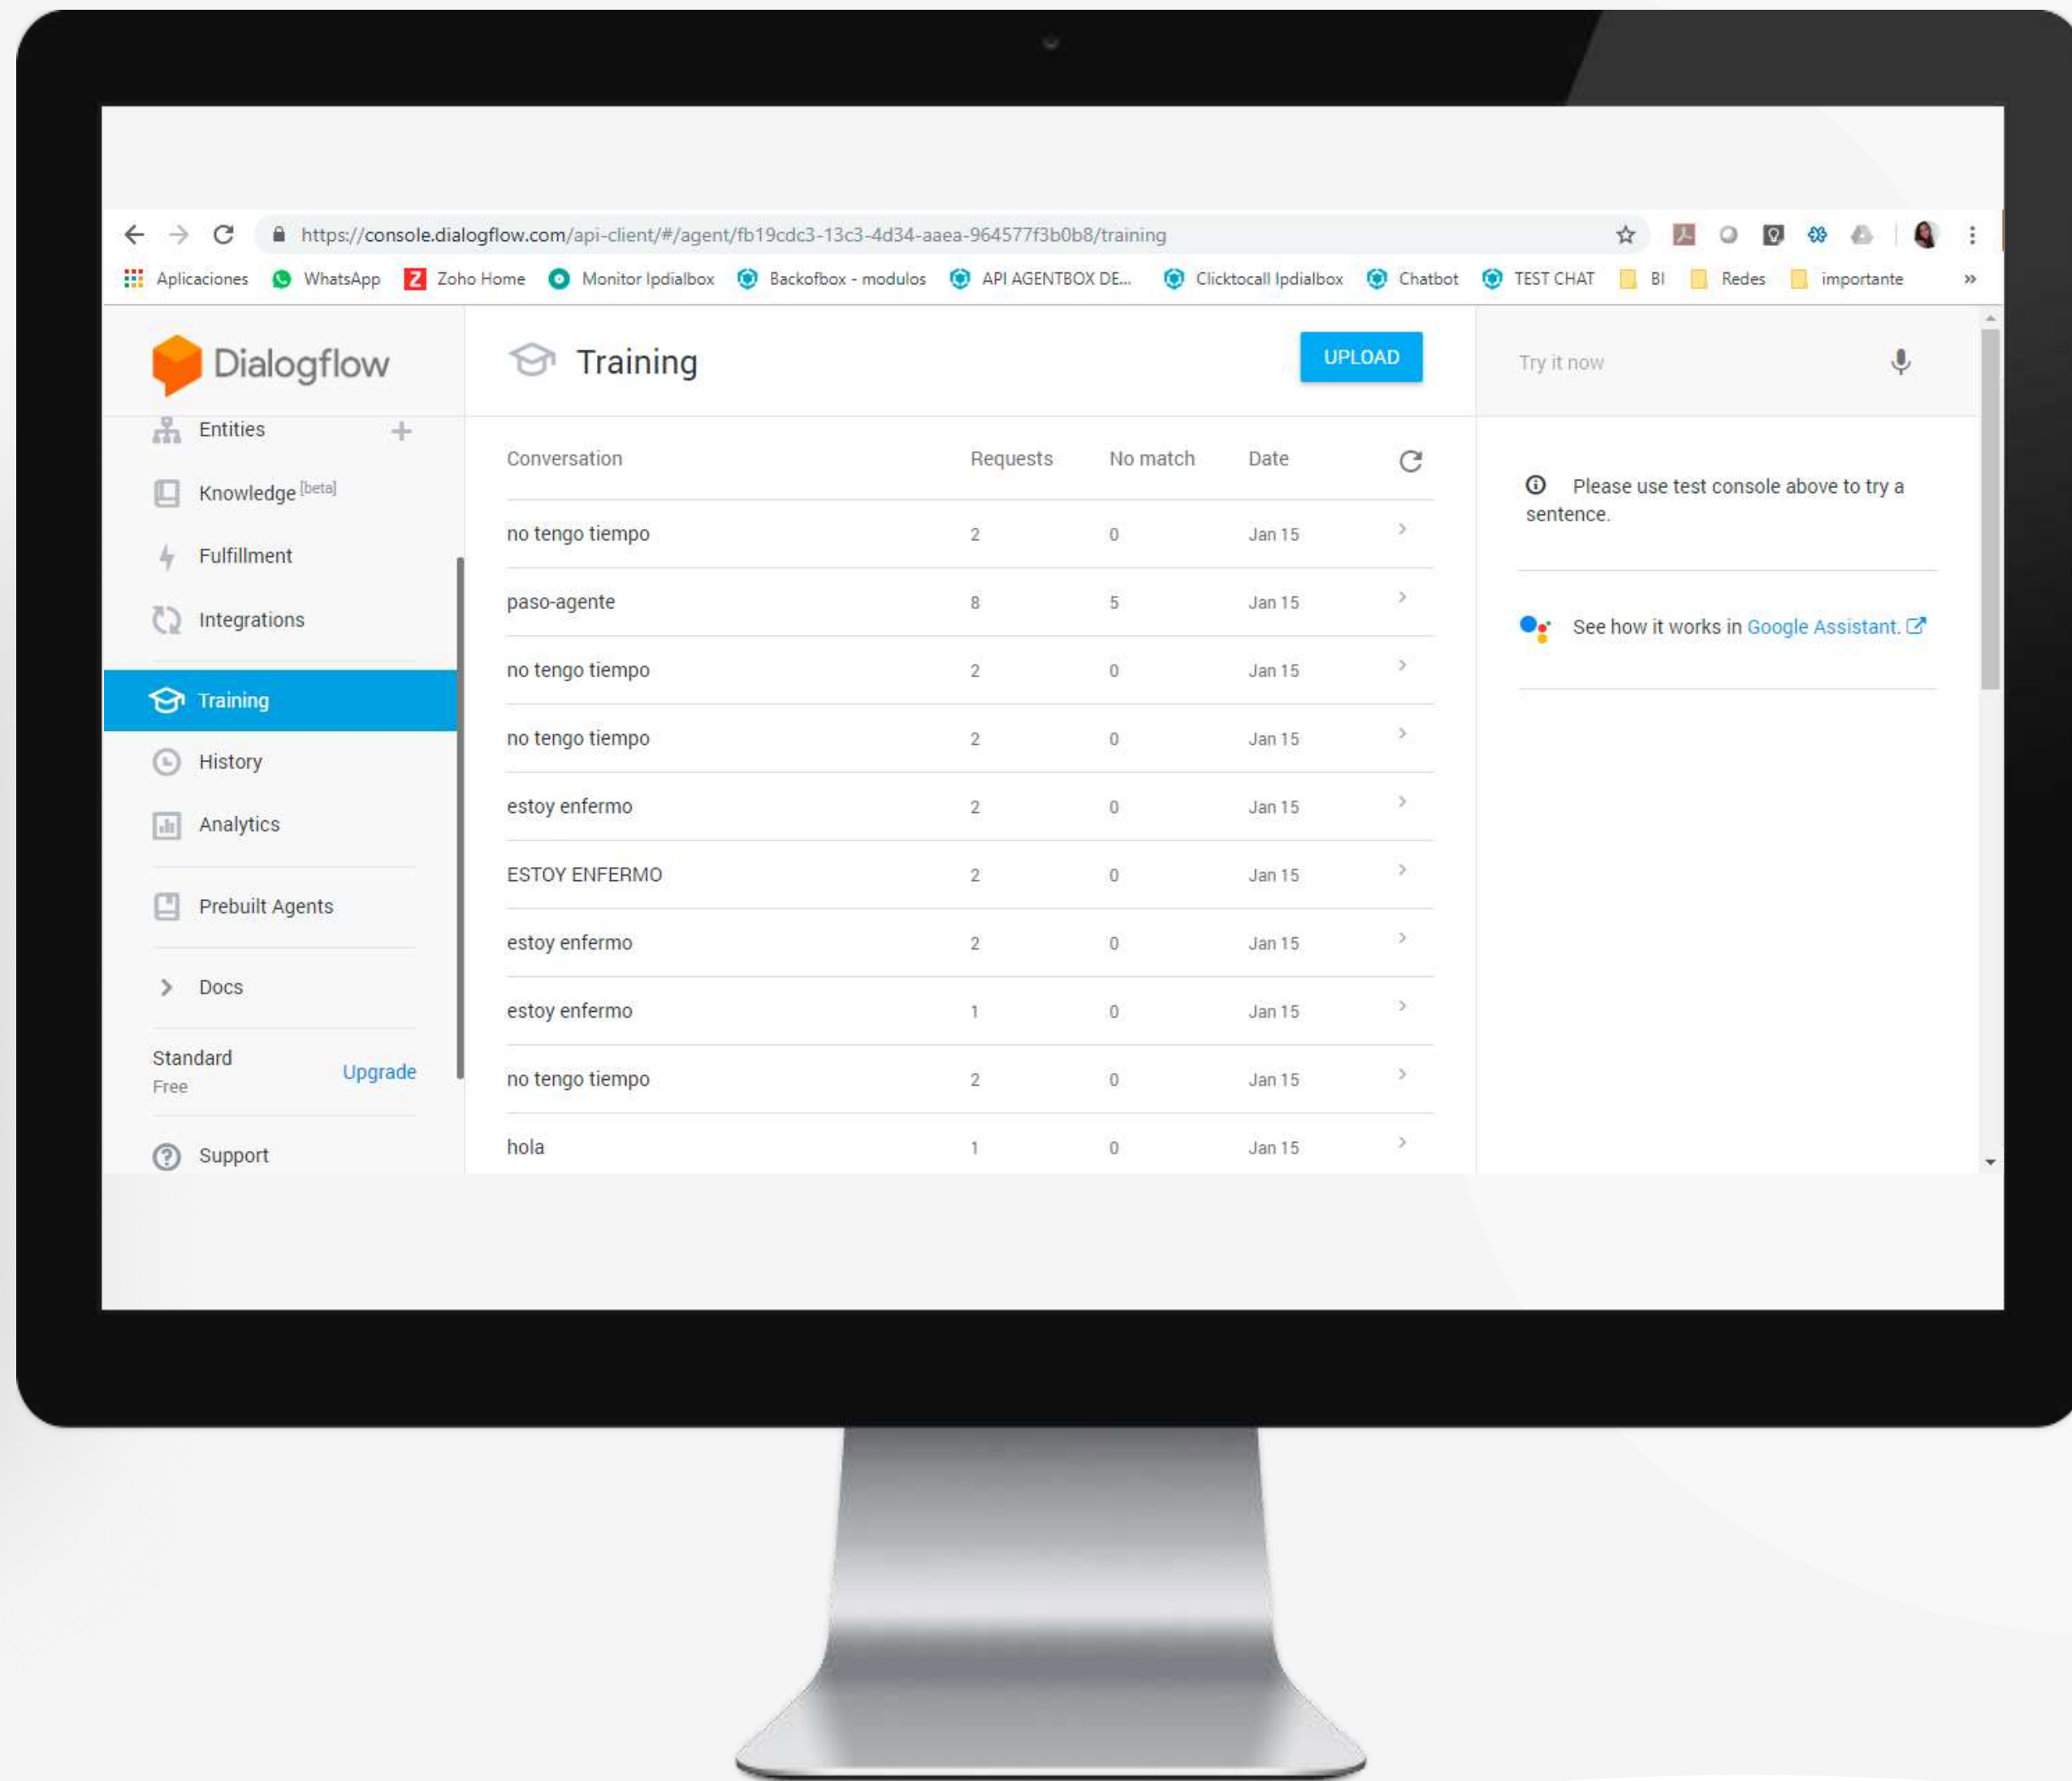 https://console.dialogflow.com/api-client/#/agent/fb19cdc3-13c3-4d34-aaea-964577f3b0b8/training
Aplicaciones WhatsApp Zoho Home Monitor Ipdialbox Backofbox - modulos API AGENTBOX DE... Clicktocall Ipdialbox Chatbot TEST CHAT BI Redes importante »
Dialogflow
Entities +
Knowledge [beta]
Fulfillment
Integrations
Training
History
Analytics
Prebuilt Agents
Docs
Standard
Free
Upgrade
Support
Training UPLOAD
Conversation Requests No match Date
no tengo tiempo 2 0 Jan 15
paso-agente 8 5 Jan 15
no tengo tiempo 2 0 Jan 15
no tengo tiempo 2 0 Jan 15
estoy enfermo 2 0 Jan 15
ESTOY ENFERMO 2 0 Jan 15
estoy enfermo 2 0 Jan 15
estoy enfermo 1 0 Jan 15
no tengo tiempo 2 0 Jan 15
hola 1 0 Jan 15
Try it now
Please use test console above to try a
sentence.
See how it works in Google Assistant.